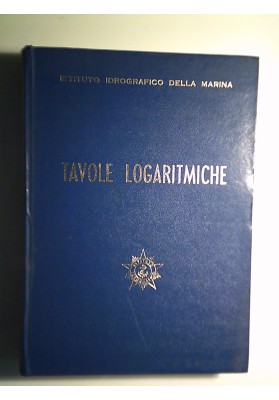 ISTITUTO IDROGRAFICO DELLA MARINA
TAVOLE LOGARITMICHE